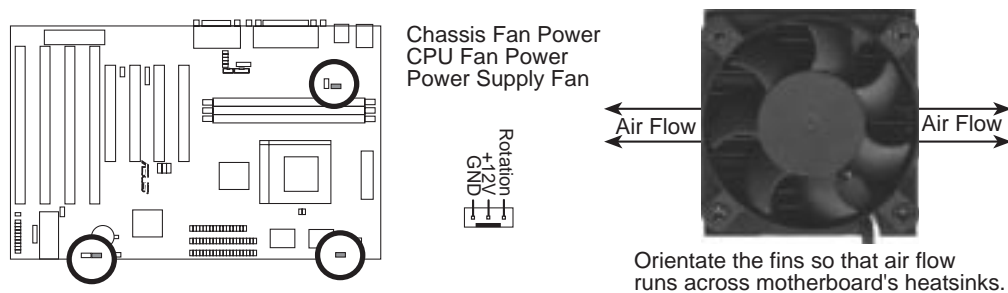 Chassis Fan Power
CPU Fan Power
Power Supply Fan
Rotation
+12V
GND
Air Flow
Air Flow
Orientate the fins so that air flow
runs across motherboard's heatsinks.